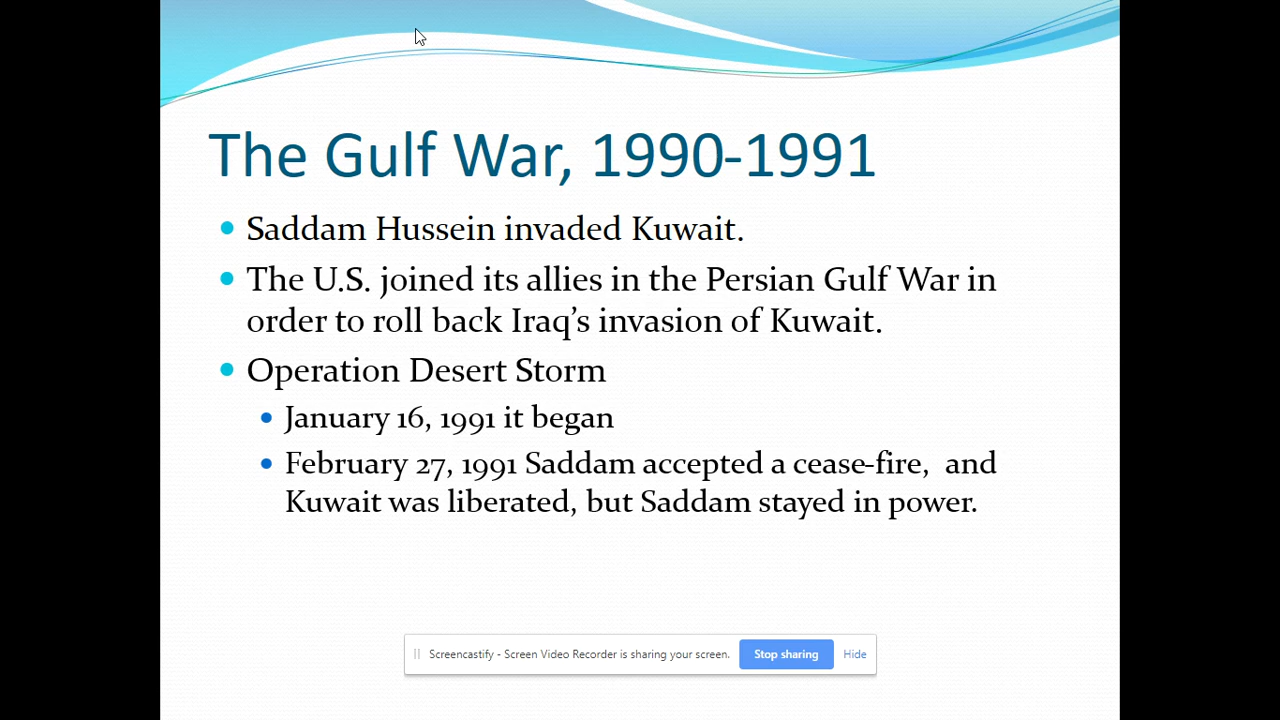 The Gulf War, 1990-1991
Saddam Hussein invaded Kuwait.
The U.S. joined its allies in the Persian Gulf War in
order to roll back Iraq's invasion of Kuwait.
Operation Desert Storm
January 16, 1991 it began
February 27, 1991 Saddam accepted a cease-fire,  and
Kuwait was liberated, but Saddam stayed in power.
Screencastify - Screen Video Recorder is sharing your screen. Stop sharing Hide